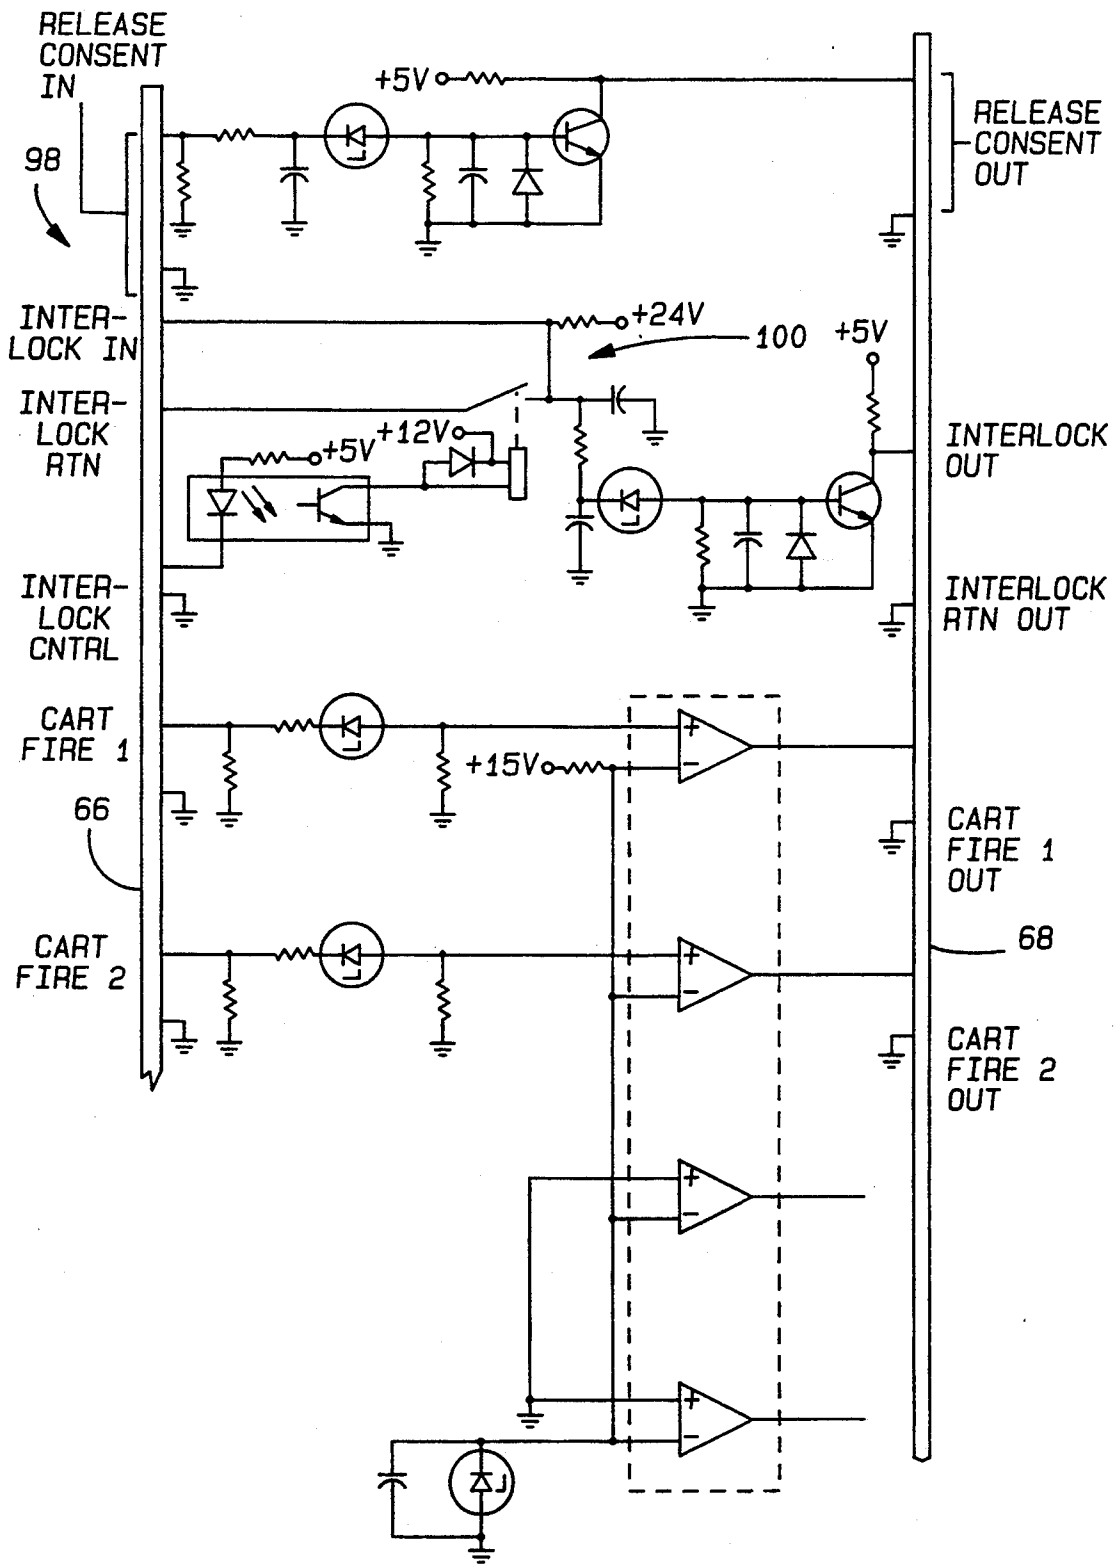 RELEASE
CONSENT
IN
98
+5V
RELEASE
CONSENT
OUT
INTER-
LOCK IN
+24V
100
+5V
INTER-
LOCK
RTN
+12V
+5V
INTERLOCK
OUT
INTER-
LOCK
CNTRL
INTERLOCK
RTN OUT
CART
FIRE 1
+
+15V
-
66
CART
FIRE 1
OUT
CART
FIRE 2
+
-
68
CART
FIRE 2
OUT
+
-
+
-